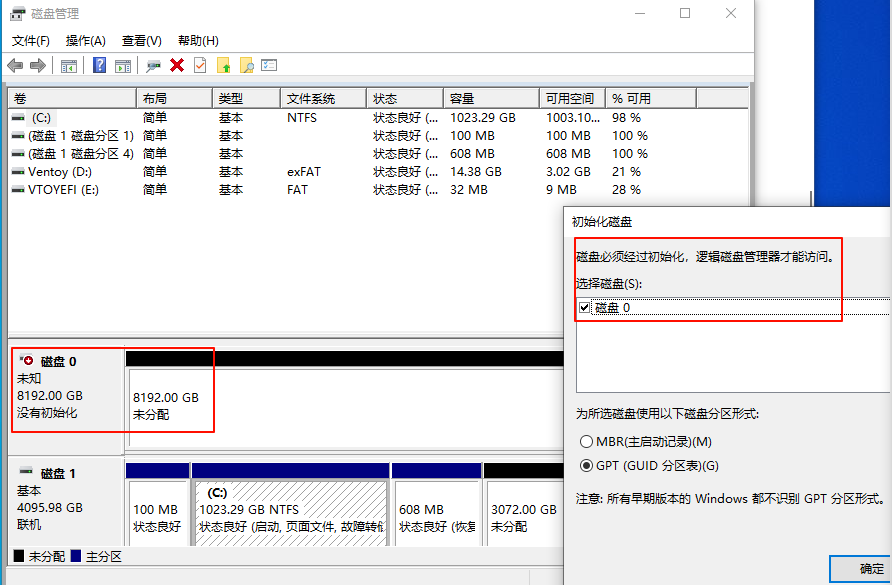 磁盘管理
文件(F) 操作(A) 查看(V) 帮助(H)
卷 布局 类型 文件系统 状态 容量 可用空间 % 可用
(C:) 简单 基本 NTFS 状态良好 (... 1023.29 GB 1003.10... 98 %
(磁盘 1 磁盘分区 1) 简单 基本 状态良好 (... 100 MB 100 MB 100 %
(磁盘 1 磁盘分区 4) 简单 基本 状态良好 (... 608 MB 608 MB 100 %
Ventoy (D:) 简单 基本 exFAT 状态良好 (... 14.38 GB 3.02 GB 21 %
VTOYEFI (E:) 简单 基本 FAT 状态良好 (... 32 MB 9 MB 28 %
磁盘 0
未知
8192.00 GB
没有初始化
8192.00 GB
未分配
磁盘 1
基本
4095.98 GB
联机
100 MB
状态良好
(C:)
1023.29 GB NTFS
状态良好 (启动, 页面文件, 故障转
608 MB
状态良好 (恢
3072.00 GB
未分配
未分配 主分区
初始化磁盘
磁盘必须经过初始化，逻辑磁盘管理器才能访问。
选择磁盘(S):
磁盘 0
为所选磁盘使用以下磁盘分区形式:
MBR(主启动记录)(M)
GPT (GUID 分区表)(G)
注意: 所有早期版本的 Windows 都不识别 GPT 分区形式。
确定